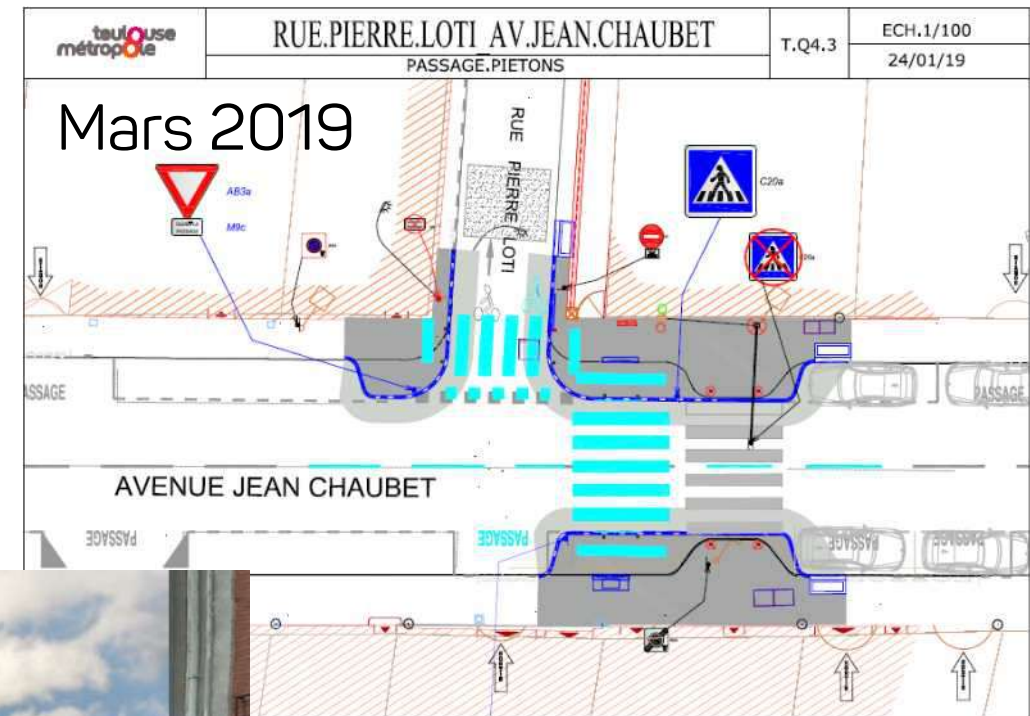 toulouse
métropole
RUE.PIERRE.LOTI_AV.JEAN.CHAUBET
PASSAGE.PIETONS
T.Q4.3
ECH.1/100
24/01/19
Mars 2019
RUE PIERRE LOTI
AB3a
M9c
C20a
PASSAGE
AVENUE JEAN CHAUBET
PASSAGE
PASSAGE
PASSAGE